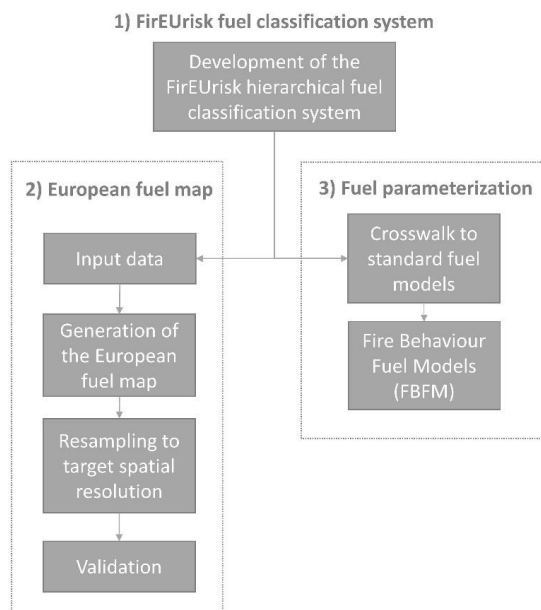 1) FirEUrisk fuel classification system
Development of the
FirEUrisk hierarchical fuel
classification system
2) European fuel map
Input data
Generation of
the European
fuel map
Resampling to
target spatial
resolution
Validation
3) Fuel parameterization
Crosswalk to
standard fuel
models
Fire Behaviour
Fuel Models
(FBFM)